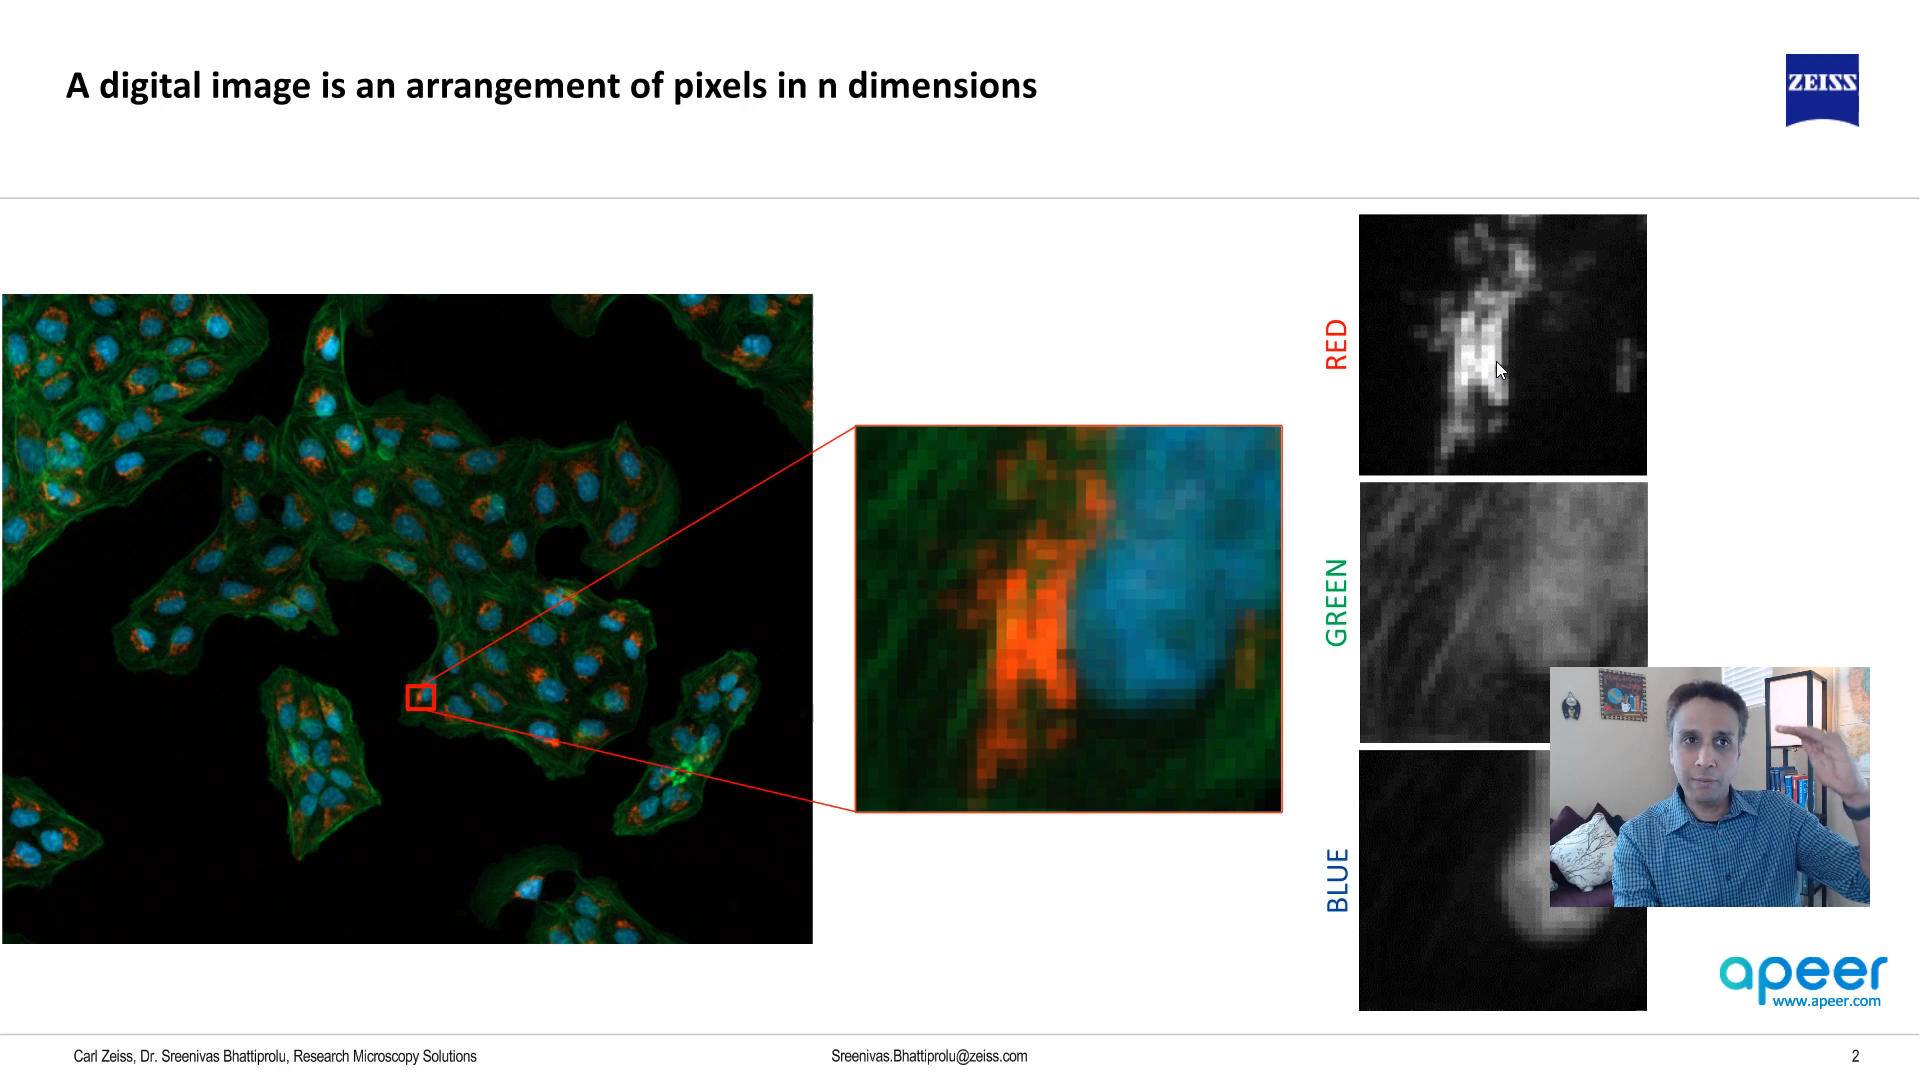 A digital image is an arrangement of pixels in n dimensions
ZEISS
RED
GREEN
BLUE
apeer
www.apeer.com
Carl Zeiss, Dr. Sreenivas Bhattiprolu, Research Microscopy Solutions
Sreenivas.Bhattiprolu@zeiss.com
2